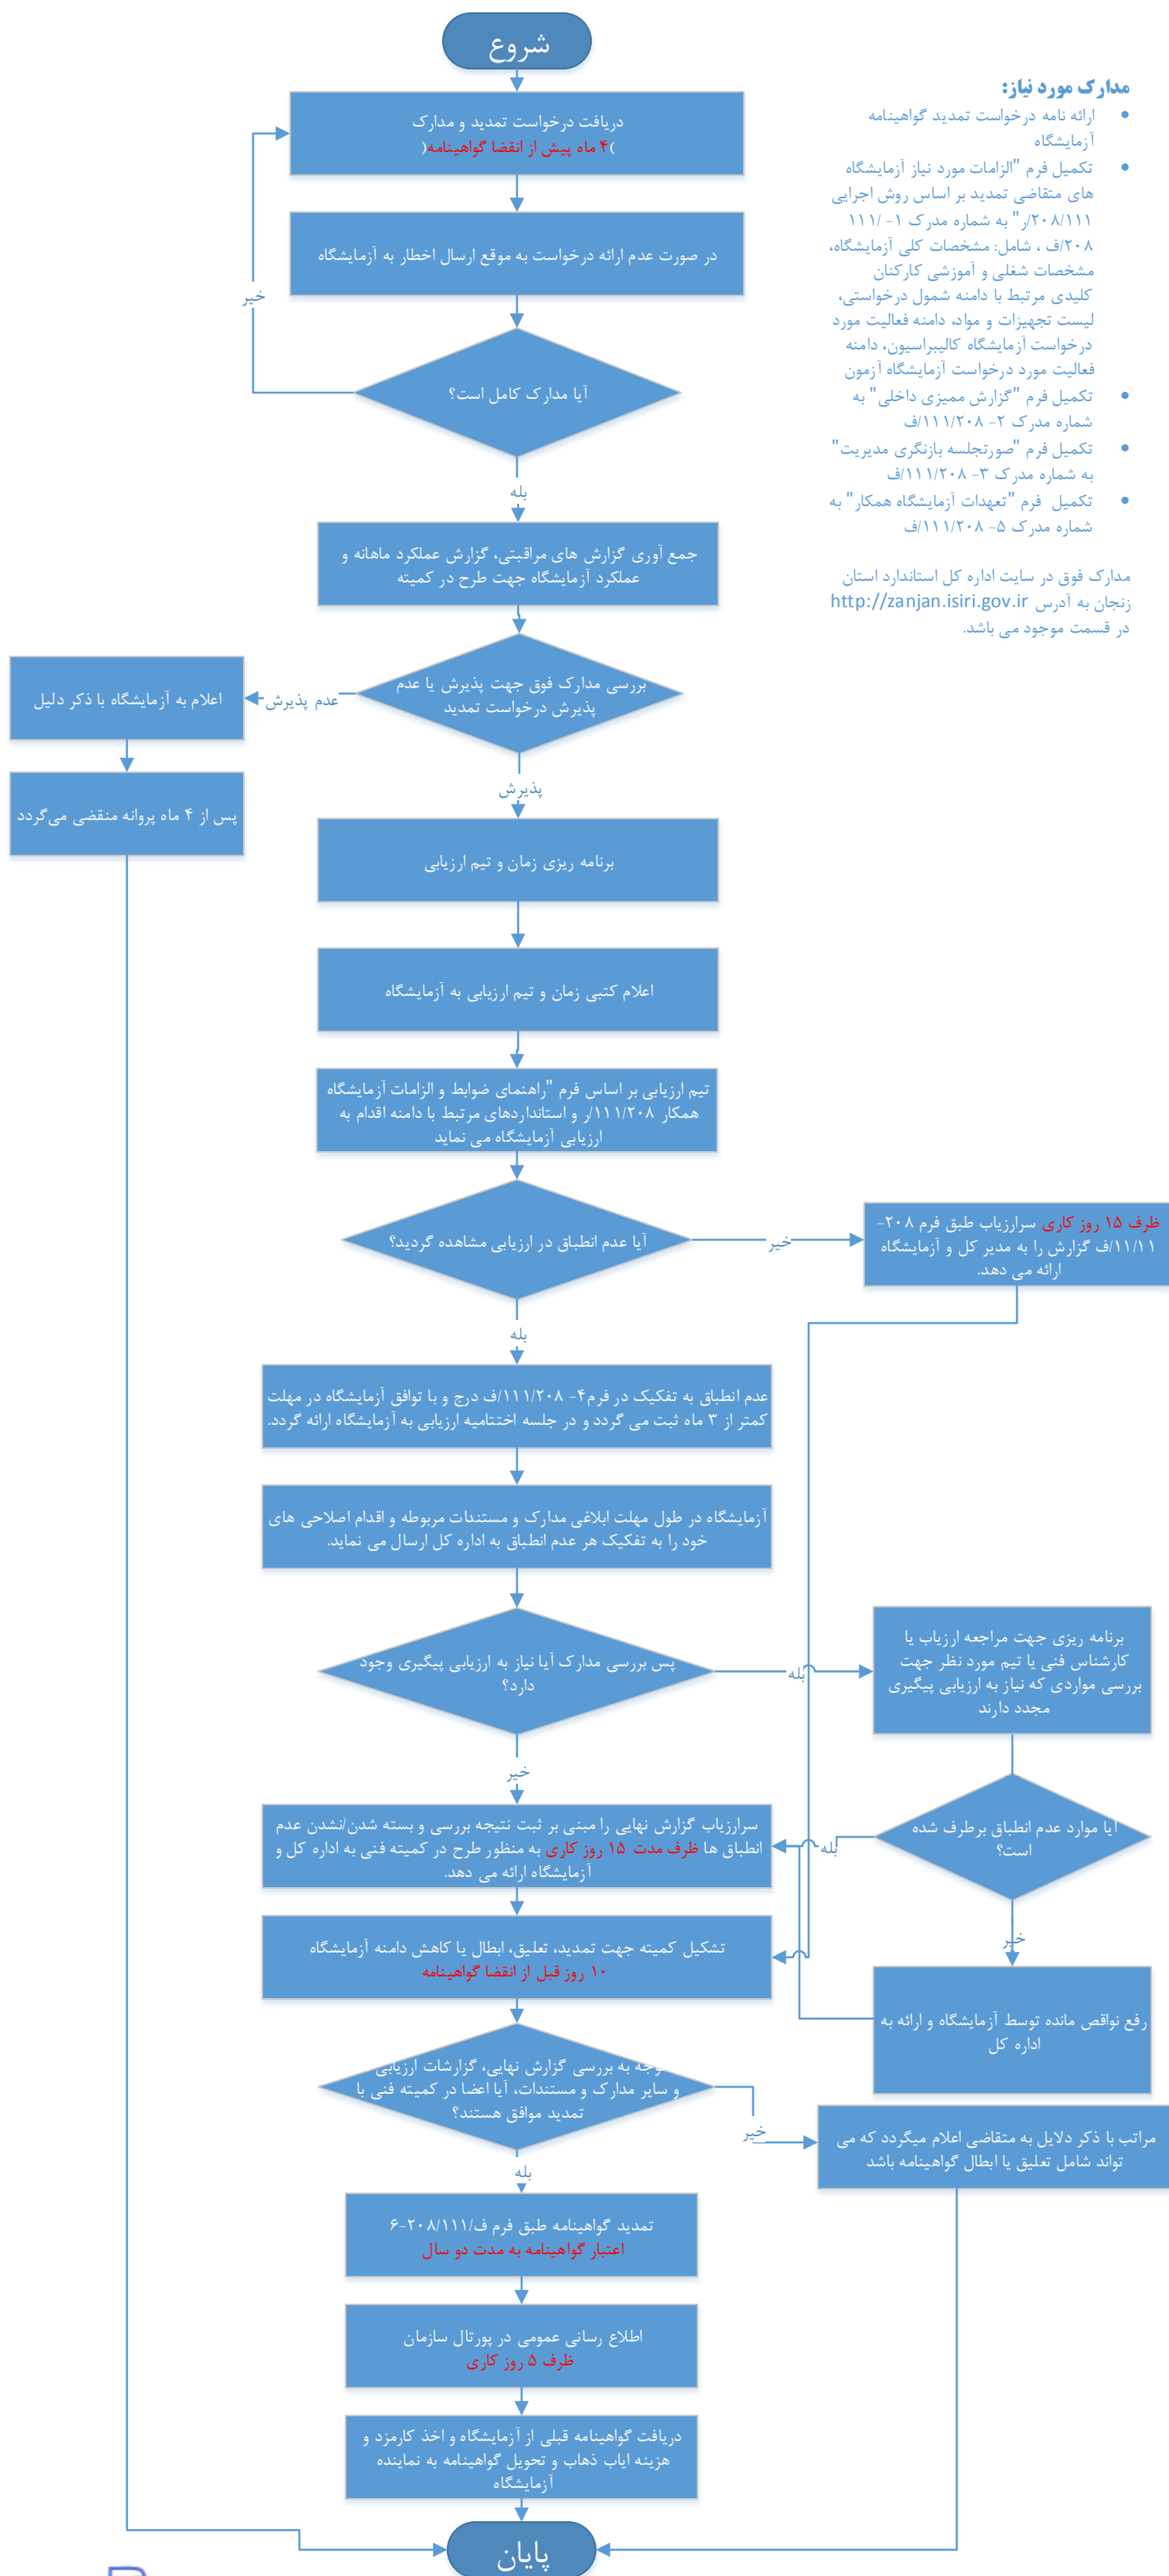 شروع
مدارک مورد نیاز:
• ارائه نامه درخواست تمدید گواهینامه
آزمایشگاه
• تکمیل فرم "الزامات مورد نیاز آزمایشگاه
های متقاضی تمدید بر اساس روش اجرایی
۲۰۸/۱۱۱/ر" به شماره مدرک ۱- ۱۱۱/
۲۰۸/ف ، شامل: مشخصات کلی آزمایشگاه،
مشخصات شغلی و آموزشی کارکنان
کلیدی مرتبط با دامنه شمول درخواستی،
لیست تجهیزات و مواد، دامنه فعالیت مورد
درخواست آزمایشگاه کالیبراسیون، دامنه
فعالیت مورد درخواست آزمایشگاه آزمون
• تکمیل فرم "گزارش ممیزی داخلی" به
شماره مدرک ۲- ۱۱۱/۲۰۸/ف
• تکمیل فرم "صورتجلسه بازنگری مدیریت"
به شماره مدرک ۳- ۱۱۱/۲۰۸/ف
• تکمیل فرم "تعهدات آزمایشگاه همکار" به
شماره مدرک ۵- ۱۱۱/۲۰۸/ف
مدارک فوق در سایت اداره کل استاندارد استان
زنجان به آدرس http://zanjan.isiri.gov.ir
در قسمت موجود می باشد.
دریافت درخواست تمدید و مدارک
)۴ ماه پیش از انقضا گواهینامه(
در صورت عدم ارائه درخواست به موقع ارسال اخطار به آزمایشگاه
خیر
آیا مدارک کامل است؟
بله
جمع آوری گزارش های مراقبتی، گزارش عملکرد ماهانه و
عملکرد آزمایشگاه جهت طرح در کمیته
بررسی مدارک فوق جهت پذیرش یا عدم
پذیرش درخواست تمدید
عدم پذیرش
اعلام به آزمایشگاه با ذکر دلیل
پس از ۴ ماه پروانه منقضی می‌گردد
پذیرش
برنامه ریزی زمان و تیم ارزیابی
اعلام کتبی زمان و تیم ارزیابی به آزمایشگاه
تیم ارزیابی بر اساس فرم "راهنمای ضوابط و الزامات آزمایشگاه
همکار ۱۱۱/۲۰۸/ر و استانداردهای مرتبط با دامنه اقدام به
ارزیابی آزمایشگاه می نماید
آیا عدم انطباق در ارزیابی مشاهده گردید؟
خیر
ظرف ۱۵ روز کاری سرارزیاب طبق فرم ۲۰۸-
۱۱/۱۱/ف گزارش را به مدیر کل و آزمایشگاه
ارائه می دهد.
بله
عدم انطباق به تفکیک در فرم۴- ۱۱۱/۲۰۸/ف درج و با توافق آزمایشگاه در مهلت
کمتر از ۳ ماه ثبت می گردد و در جلسه اختتامیه ارزیابی به آزمایشگاه ارائه گردد.
آزمایشگاه در طول مهلت ابلاغی مدارک و مستندات مربوطه و اقدام اصلاحی های
خود را به تفکیک هر عدم انطباق به اداره کل ارسال می نماید.
پس بررسی مدارک آیا نیاز به ارزیابی پیگیری وجود
دارد؟
بله
برنامه ریزی جهت مراجعه ارزیاب یا
کارشناس فنی یا تیم مورد نظر جهت
بررسی مواردی که نیاز به ارزیابی پیگیری
مجدد دارند
خیر
آیا موارد عدم انطباق برطرف شده
است؟
بله
سرارزیاب گزارش نهایی را مبنی بر ثبت نتیجه بررسی و بسته شدن/نشدن عدم
انطباق ها ظرف مدت ۱۵ روز کاری به منظور طرح در کمیته فنی به اداره کل و
آزمایشگاه ارائه می دهد.
خیر
تشکیل کمیته جهت تمدید، تعلیق، ابطال یا کاهش دامنه آزمایشگاه
۱۰ روز قبل از انقضا گواهینامه
رفع نواقص مانده توسط آزمایشگاه و ارائه به
اداره کل
توجه به بررسی گزارش نهایی، گزارشات ارزیابی
و سایر مدارک و مستندات، آیا اعضا در کمیته فنی با
تمدید موافق هستند؟
خیر
مراتب با ذکر دلایل به متقاضی اعلام میگردد که می
تواند شامل تعلیق یا ابطال گواهینامه باشد
بله
تمدید گواهینامه طبق فرم ف/۲۰۸/۱۱۱-۶
اعتبار گواهینامه به مدت دو سال
اطلاع رسانی عمومی در پورتال سازمان
ظرف ۵ روز کاری
دریافت گواهینامه قبلی از آزمایشگاه و اخذ کارمزد و
هزینه ایاب ذهاب و تحویل گواهینامه به نماینده
آزمایشگاه
پایان